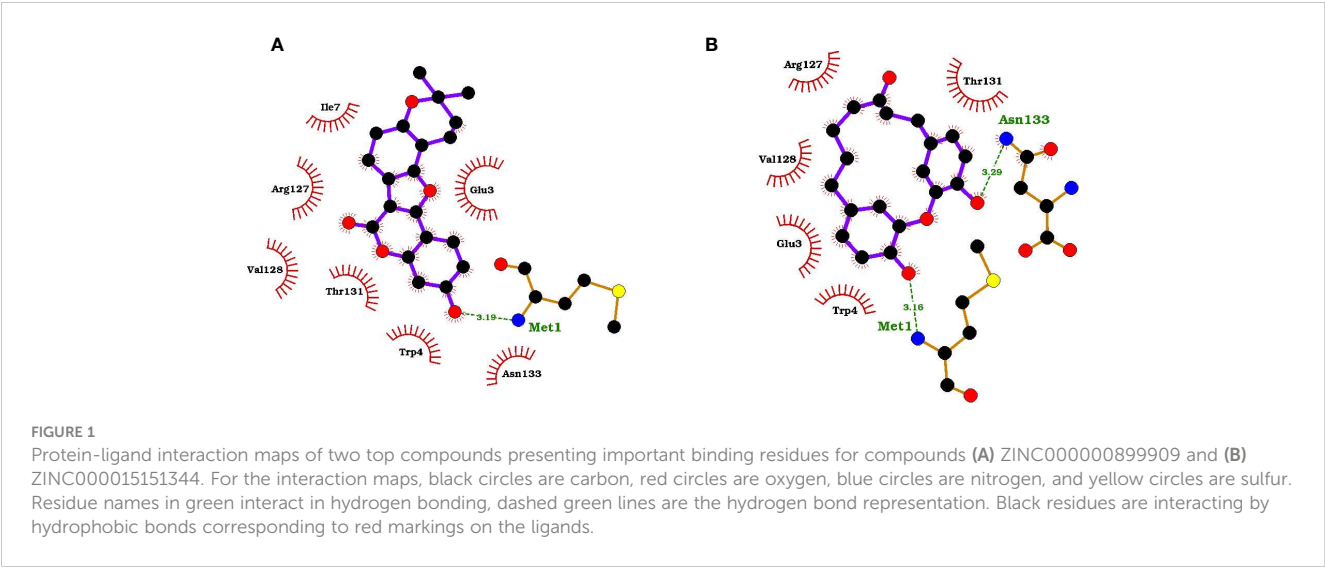 A
B
Ile7
Arg127
Glu3
Val128
Thr131
3.19
Met1
Trp4
Asn133
Arg127
Thr131
Asn133
Val128
3.29
Glu3
Trp4
3.16
Met1
FIGURE 1
Protein-ligand interaction maps of two top compounds presenting important binding residues for compounds (A) ZINC000000899909 and (B)
ZINC000015151344. For the interaction maps, black circles are carbon, red circles are oxygen, blue circles are nitrogen, and yellow circles are sulfur.
Residue names in green interact in hydrogen bonding, dashed green lines are the hydrogen bond representation. Black residues are interacting by
hydrophobic bonds corresponding to red markings on the ligands.